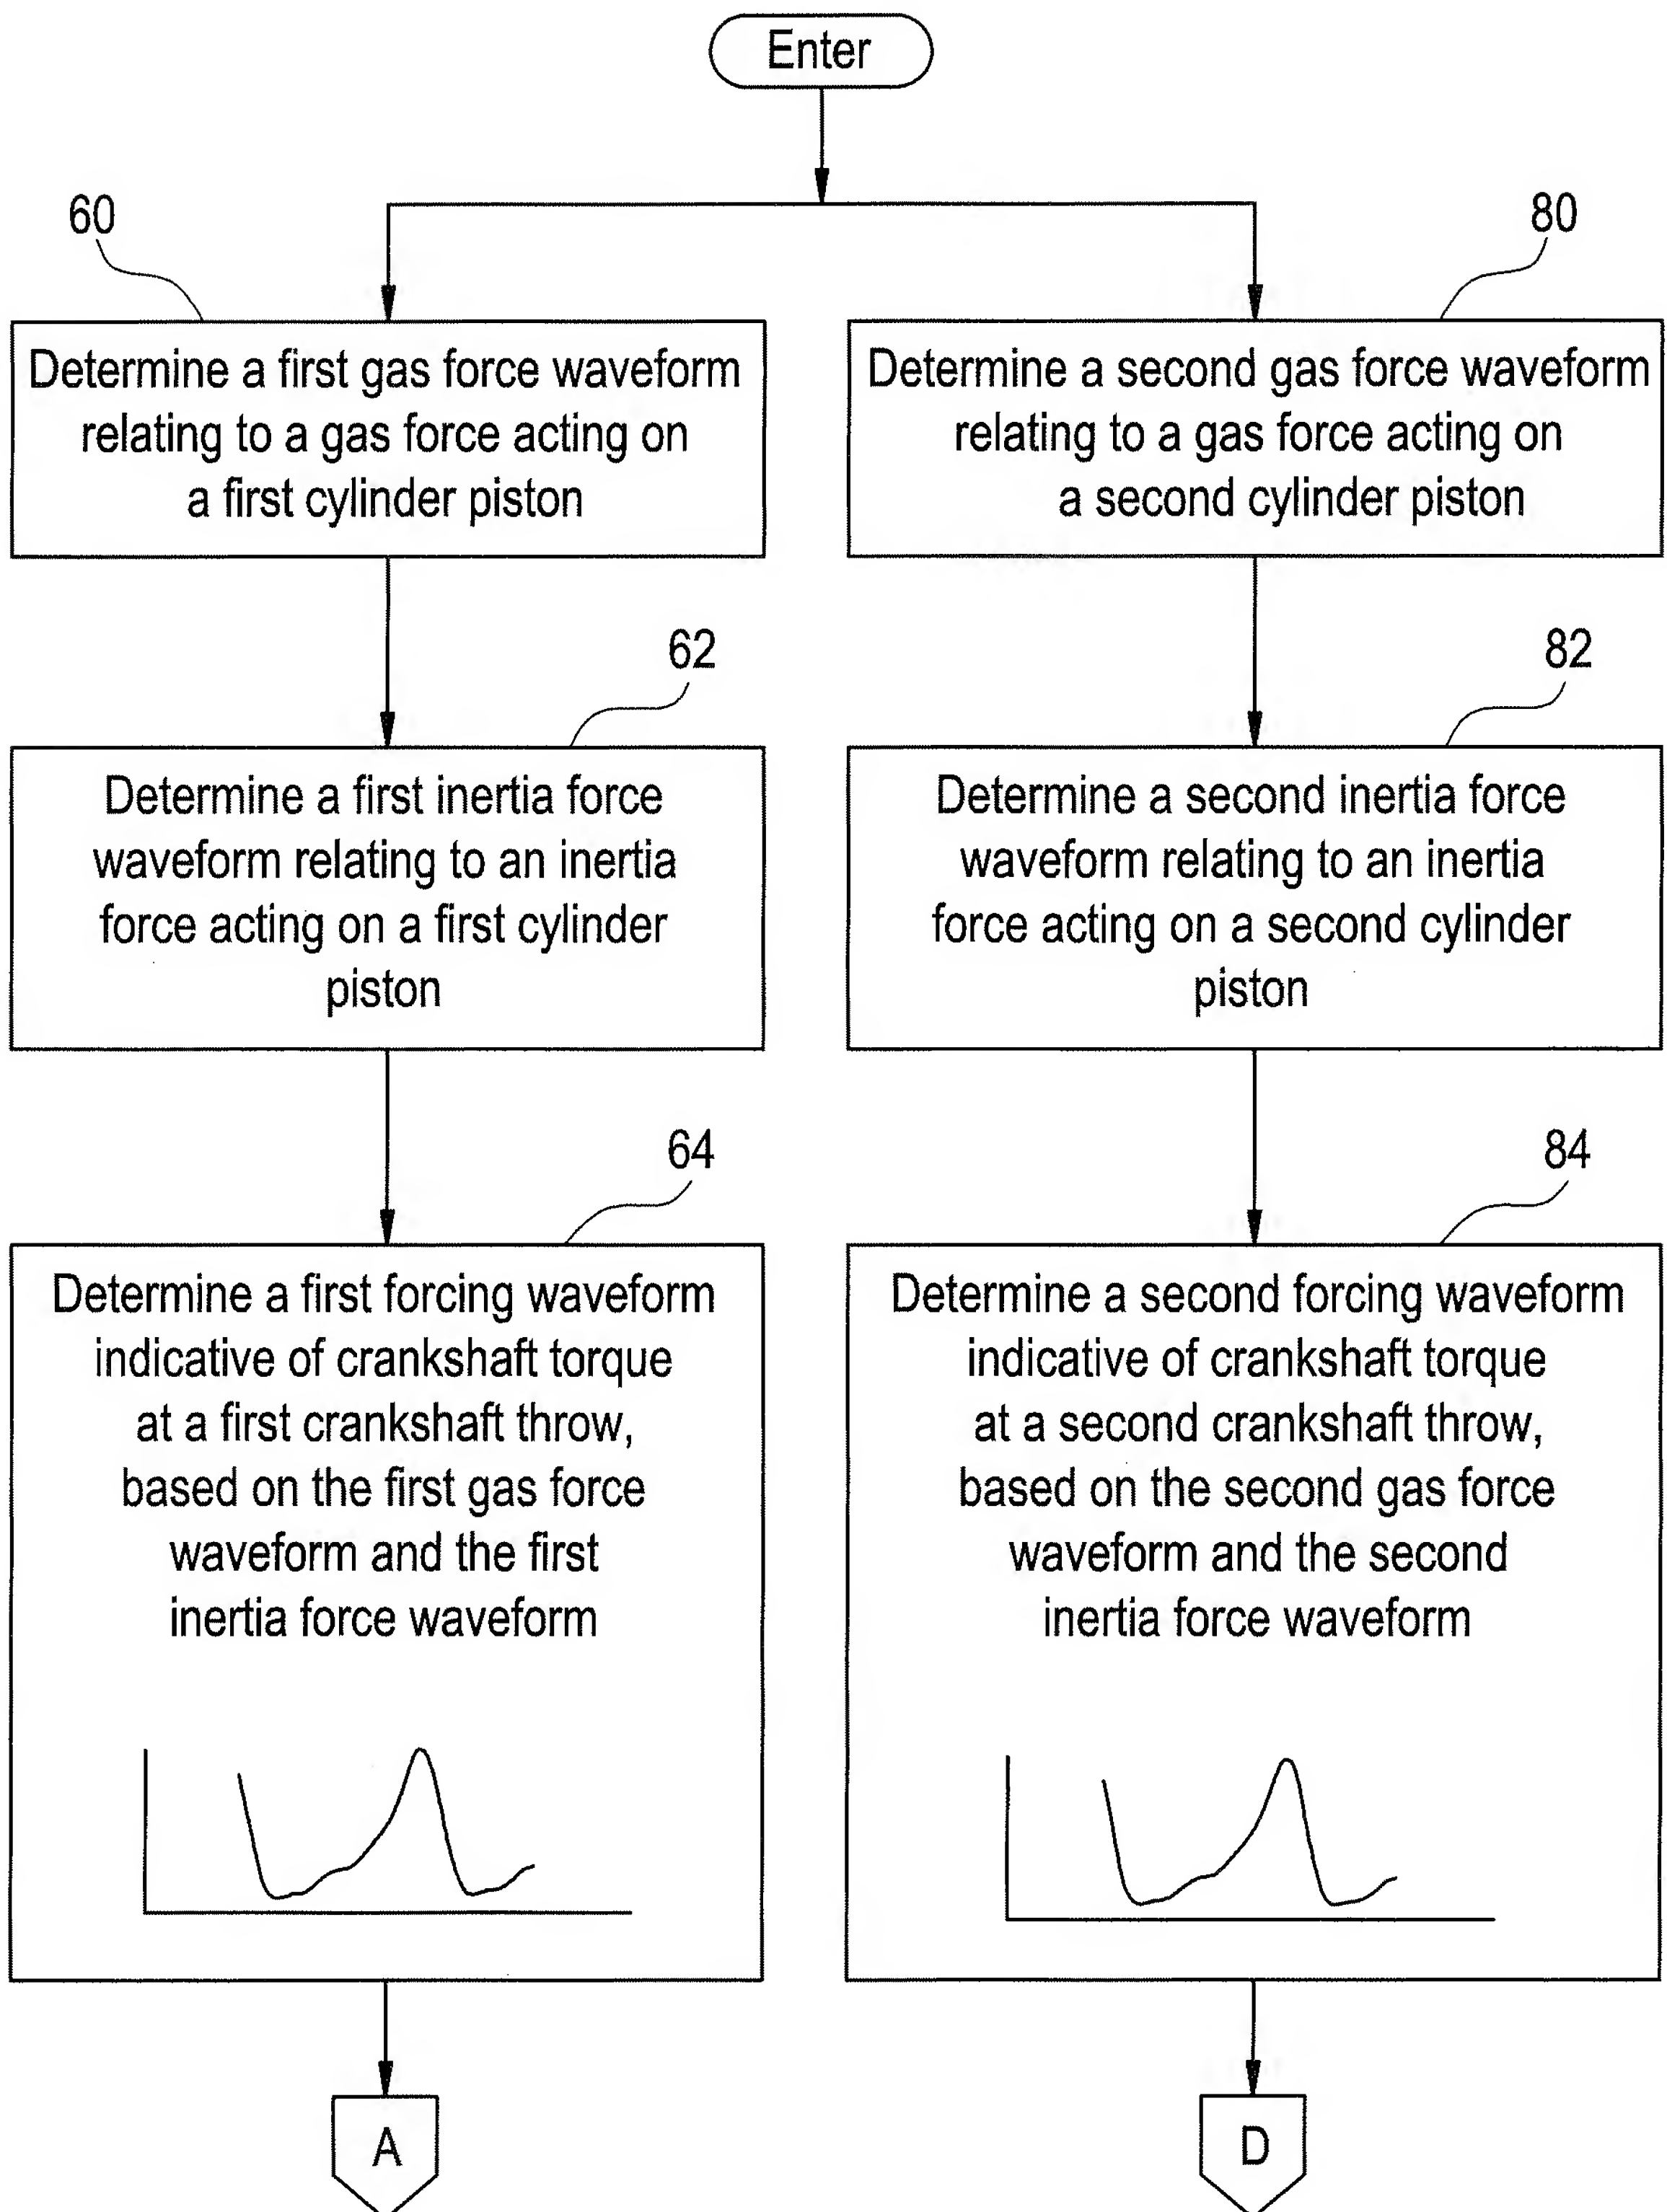 Enter
60
80
Determine a first gas force waveform
relating to a gas force acting on
a first cylinder piston
Determine a second gas force waveform
relating to a gas force acting on
a second cylinder piston
62
82
Determine a first inertia force
waveform relating to an inertia
force acting on a first cylinder
piston
Determine a second inertia force
waveform relating to an inertia
force acting on a second cylinder
piston
64
84
Determine a first forcing waveform
indicative of crankshaft torque
at a first crankshaft throw,
based on the first gas force
waveform and the first
inertia force waveform
Determine a second forcing waveform
indicative of crankshaft torque
at a second crankshaft throw,
based on the second gas force
waveform and the second
inertia force waveform
A
D